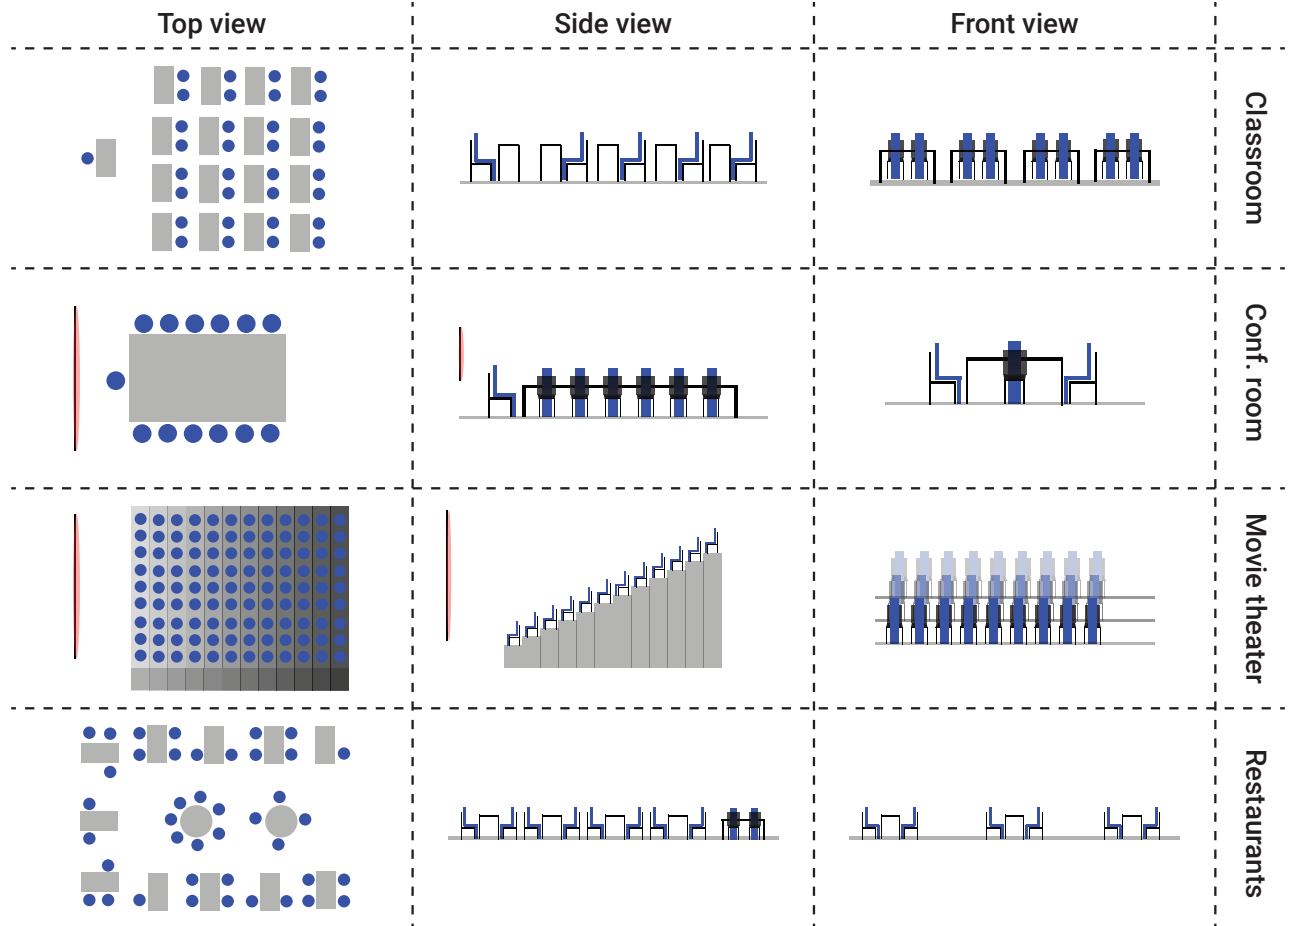 Top view
Side view
Front view
Classroom
Conf. room
Movie theater
Restaurants